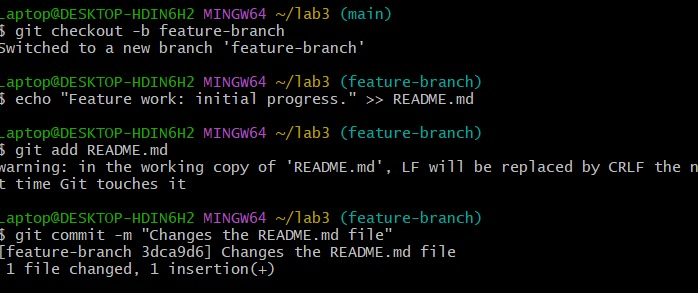 Laptop@DESKTOP-HDIN6H2 MINGW64 ~/lab3 (main)
$ git checkout -b feature-branch
Switched to a new branch 'feature-branch'
Laptop@DESKTOP-HDIN6H2 MINGW64 ~/lab3 (feature-branch)
$ echo "Feature work: initial progress." >> README.md
Laptop@DESKTOP-HDIN6H2 MINGW64 ~/lab3 (feature-branch)
$ git add README.md
warning: in the working copy of 'README.md', LF will be replaced by CRLF the n
t time Git touches it
Laptop@DESKTOP-HDIN6H2 MINGW64 ~/lab3 (feature-branch)
$ git commit -m "Changes the README.md file"
[feature-branch 3dca9d6] Changes the README.md file
1 file changed, 1 insertion(+)